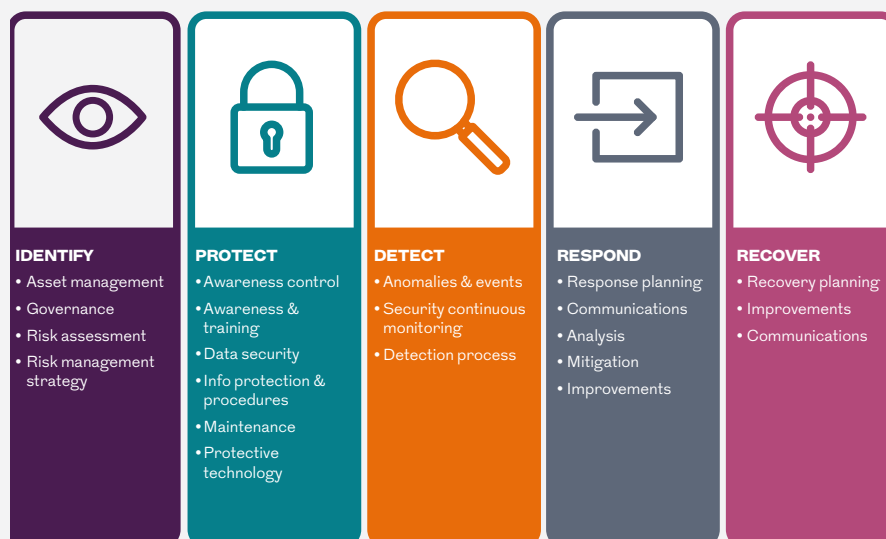 IDENTIFY
• Asset management
• Governance
• Risk assessment
• Risk management
strategy
PROTECT
• Awareness control
• Awareness &
training
• Data security
• Info protection &
procedures
• Maintenance
• Protective
technology
DETECT
• Anomalies & events
• Security continuous
monitoring
• Detection process
RESPOND
• Response planning
• Communications
• Analysis
• Mitigation
• Improvements
RECOVER
• Recovery planning
• Improvements
• Communications